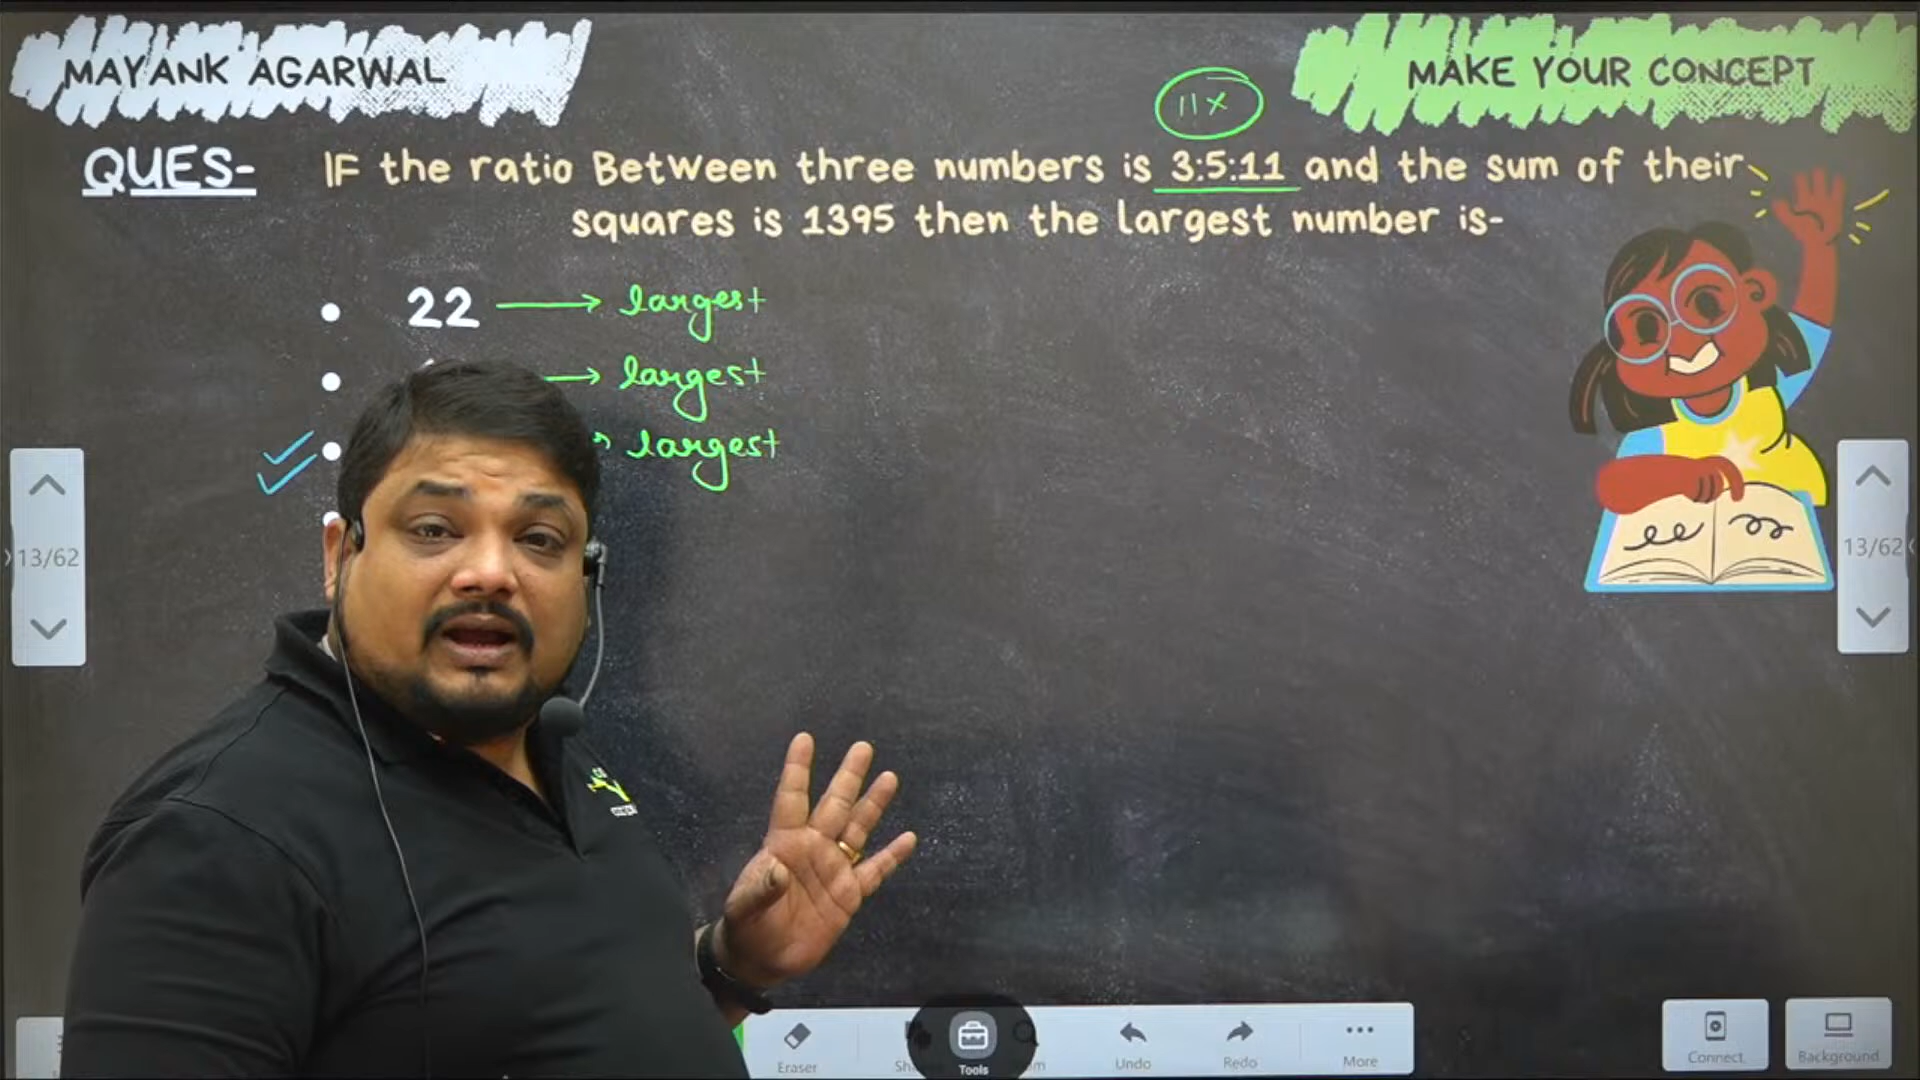 MAYANK AGARWAL
11x
MAKE YOUR CONCEPT
QUES- IF the ratio Between three numbers is 3:5:11 and the sum of their
squares is 1395 then the largest number is-
22 → largest
→ largest
largest
13/62
13/62
Eraser
Tools
Undo
Redo
More
Connect
Background